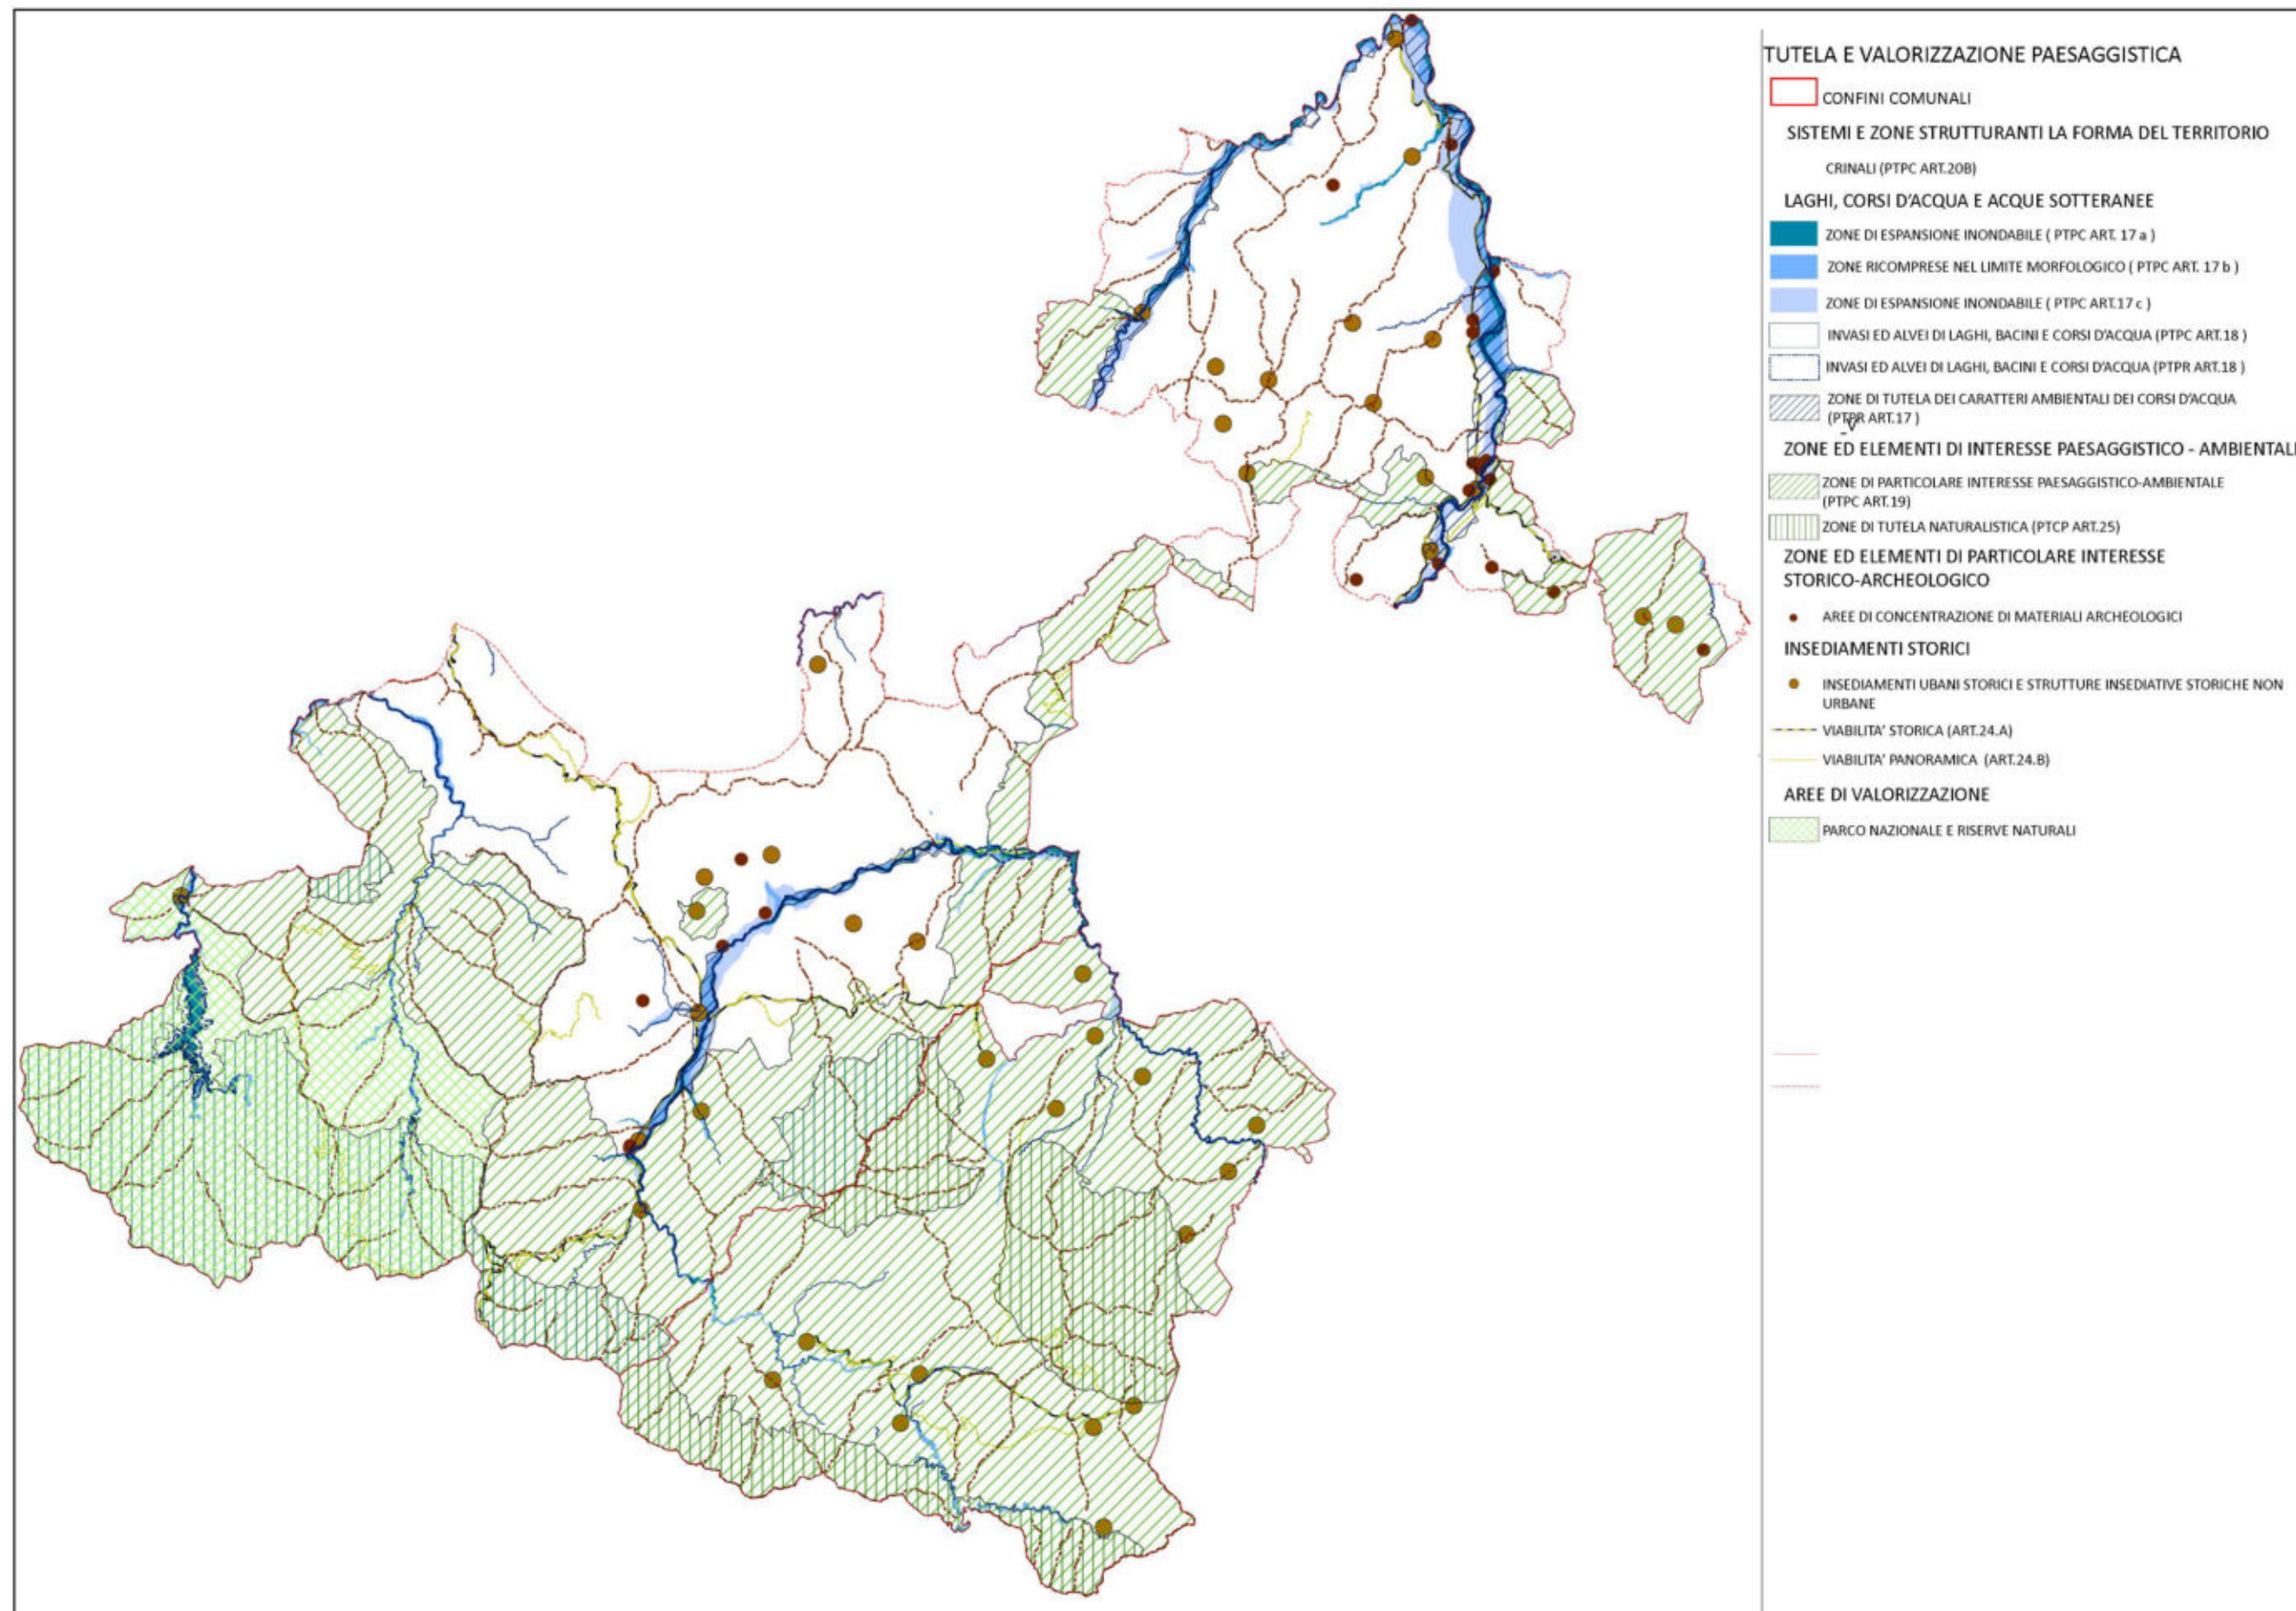 TUTELA E VALORIZZAZIONE PAESAGGISTICA
CONFINI COMUNALI
SISTEMI E ZONE STRUTTURANTI LA FORMA DEL TERRITORIO
CRINALI (PTPC ART.20B)
LAGHI, CORSI D'ACQUA E ACQUE SOTTERANEE
ZONE DI ESPANSIONE INONDABILE ( PTPC ART. 17 a )
ZONE RICOMPRESE NEL LIMITE MORFOLOGICO ( PTPC ART. 17 b )
ZONE DI ESPANSIONE INONDABILE ( PTPC ART.17 c )
INVASI ED ALVEI DI LAGHI, BACINI E CORSI D'ACQUA (PTPC ART.18 )
INVASI ED ALVEI DI LAGHI, BACINI E CORSI D'ACQUA (PTPR ART.18 )
ZONE DI TUTELA DEI CARATTERI AMBIENTALI DEI CORSI D'ACQUA
(PTPR ART.17 )
ZONE ED ELEMENTI DI INTERESSE PAESAGGISTICO - AMBIENTALI
ZONE DI PARTICOLARE INTERESSE PAESAGGISTICO-AMBIENTALE
(PTPC ART.19)
ZONE DI TUTELA NATURALISTICA (PTCP ART.25)
ZONE ED ELEMENTI DI PARTICOLARE INTERESSE
STORICO-ARCHEOLOGICO
AREE DI CONCENTRAZIONE DI MATERIALI ARCHEOLOGICI
INSEDIAMENTI STORICI
INSEDIAMENTI UBANI STORICI E STRUTTURE INSEDIATIVE STORICHE NON
URBANE
VIABILITA' STORICA (ART.24.A)
VIABILITA' PANORAMICA (ART.24.B)
AREE DI VALORIZZAZIONE
PARCO NAZIONALE E RISERVE NATURALI